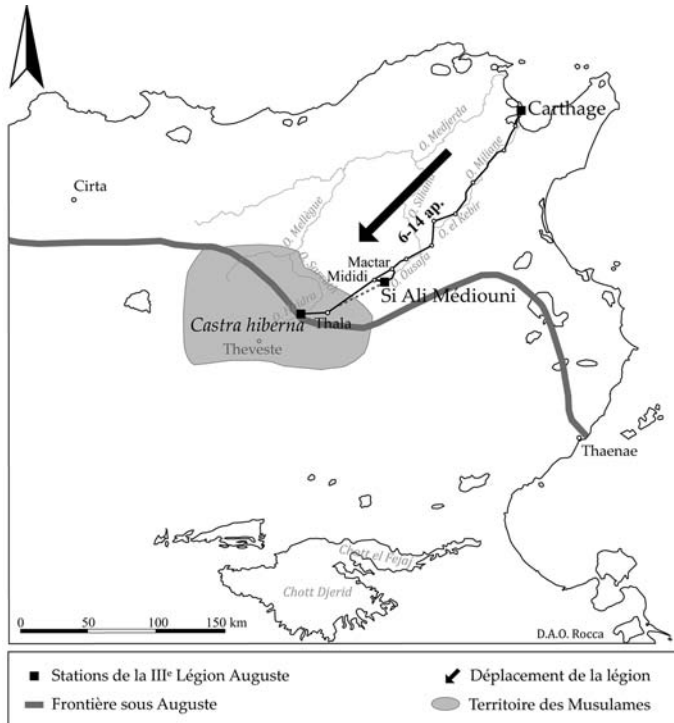 Carthage
O. Medjerda
O. Miliane
Cirta
O. Siliana
6-14 ap.
O. el Kebir
O. Mellegue
Mactar
O. Ousafa
Mididi
Si Ali Médiouni
Castra hiberna
Thala
Theveste
Thaenae
Chott el Fejaj
Chott Djerid
0 50 100 150 km
D.A.O. Rocca
Stations de la IIIe Légion Auguste
Déplacement de la légion
Frontière sous Auguste
Territoire des Musulames